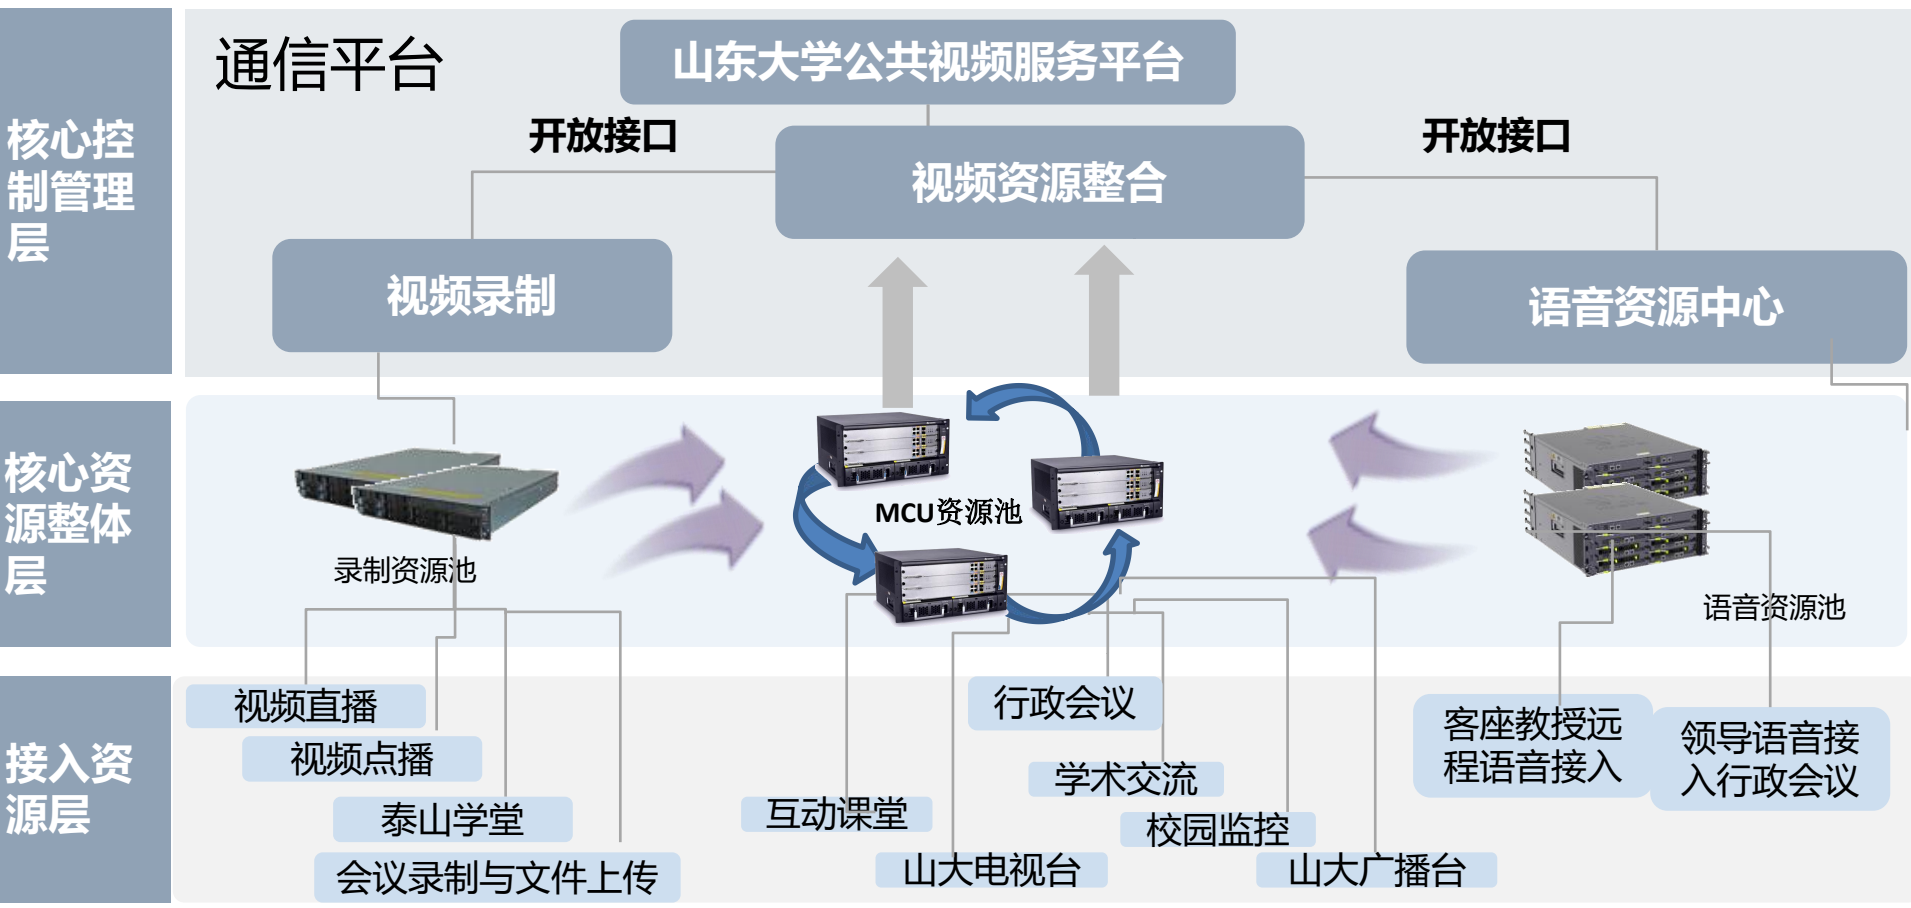 核心控
制管理
层
通信平台
山东大学公共视频服务平台
开放接口
开放接口
视频资源整合
视频录制
语音资源中心
核心资
源整体
层
MCU资源池
录制资源池
语音资源池
接入资
源层
视频直播
视频点播
泰山学堂
会议录制与文件上传
行政会议
学术交流
互动课堂
校园监控
山大电视台
山大广播台
客座教授远
程语音接入
领导语音接
入行政会议